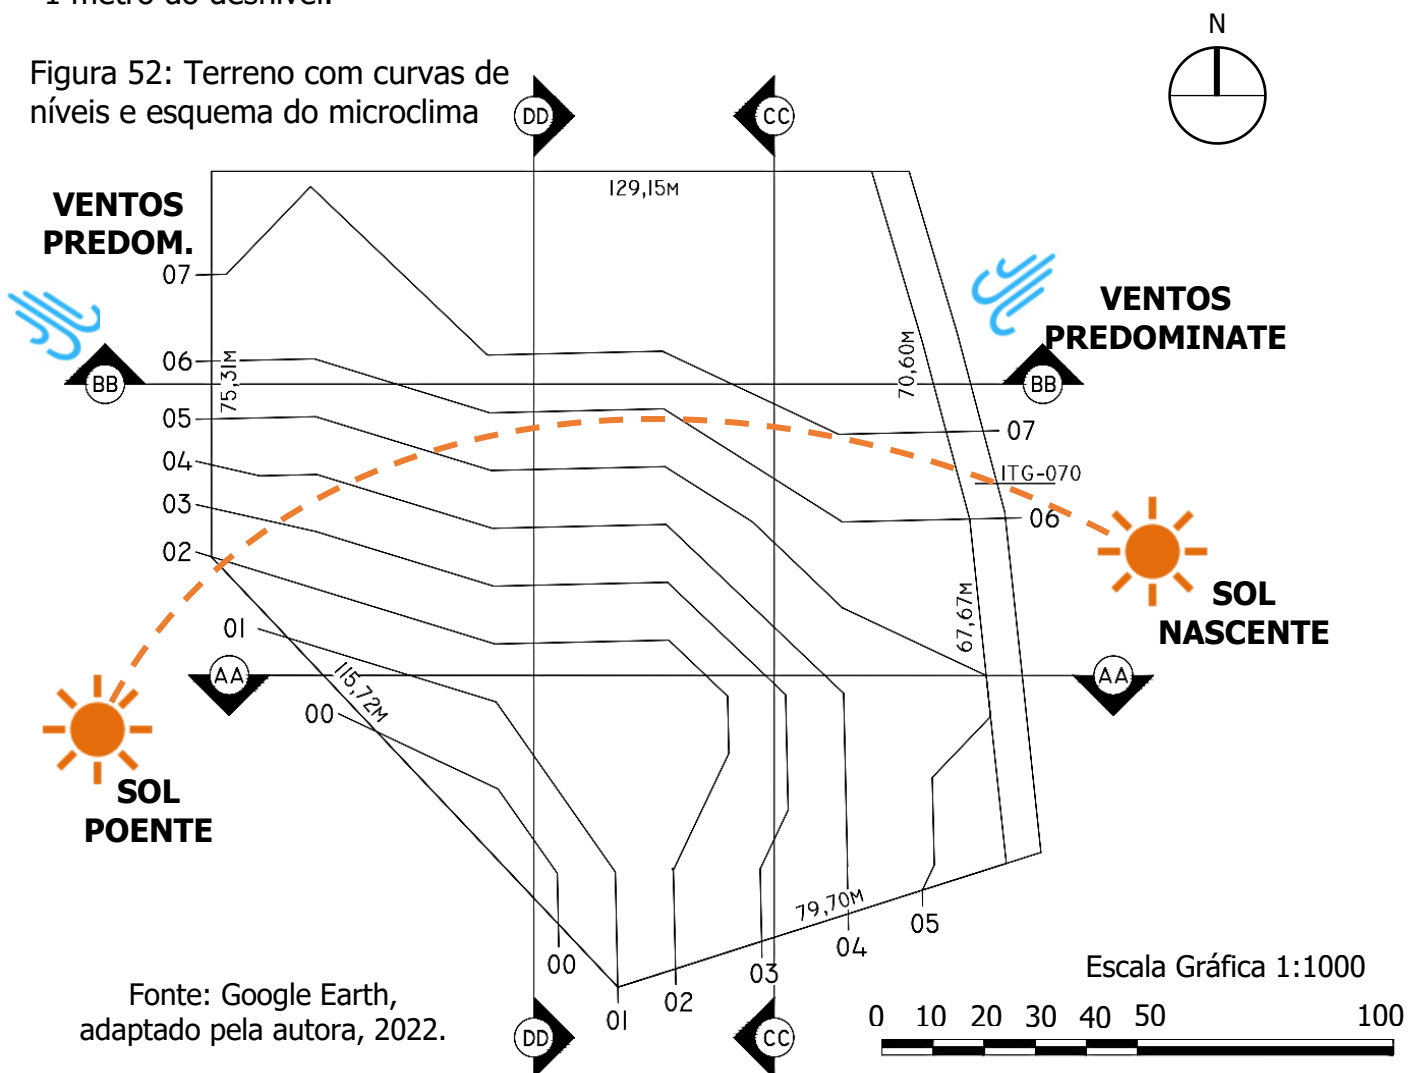 1 metro do desnível.
Figura 52: Terreno com curvas de
níveis e esquema do microclima
N
DD
CC
129,15M
VENTOS
PREDOM.
07
VENTOS
PREDOMINATE
06
75,31M
70,60M
BB
BB
05
07
04
ITG-070
03
06
02
SOL
NASCENTE
01
67,67M
AA
115,72M
AA
00
SOL
POENTE
79,70M
05
04
00
03
02
01
Fonte: Google Earth,
adaptado pela autora, 2022.
Escala Gráfica 1:1000
0 10 20 30 40 50 100
DD
CC